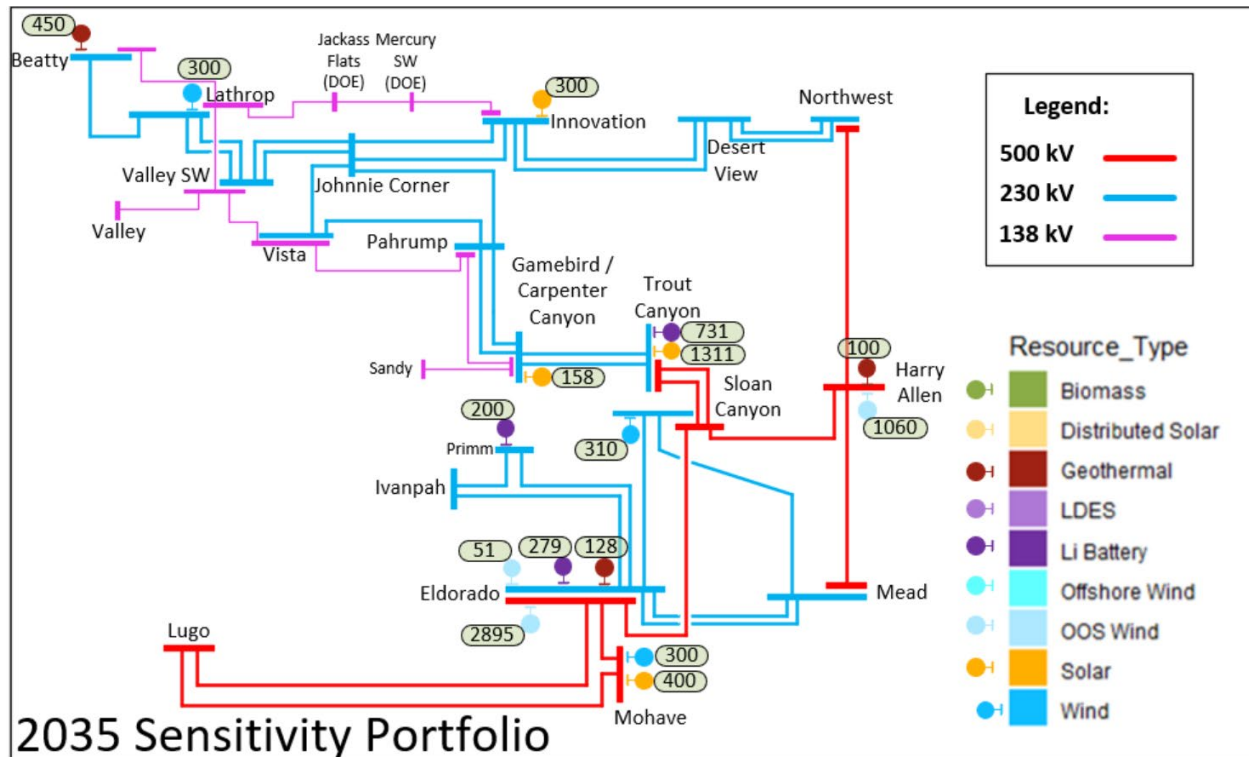 450
Beatty
300
Lathrop
Jackass
Flats
(DOE)
Mercury
SW
(DOE)
300
Innovation
Northwest
Desert
View
Valley SW
Johnnie Corner
Valley
Vista
Pahrump
Gamebird /
Carpenter
Canyon
Trout
Canyon
731
1311
Sandy
158
Sloan
Canyon
100
Harry
Allen
1060
200
Primm
310
Ivanpah
51
279
128
Eldorado
2895
Mead
Lugo
300
400
Mohave
Legend:
500 kV
230 kV
138 kV
Resource_Type
Biomass
Distributed Solar
Geothermal
LDES
Li Battery
Offshore Wind
OOS Wind
Solar
Wind
2035 Sensitivity Portfolio